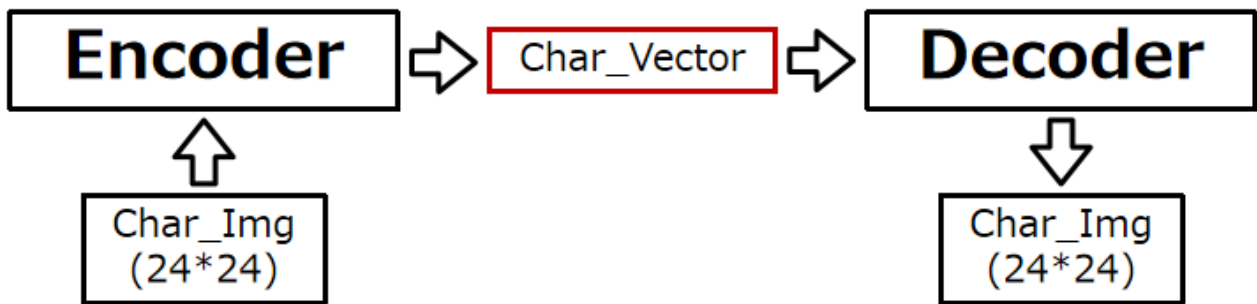 Encoder
Char_Vector
Decoder
Char_Img
(24*24)
Char_Img
(24*24)